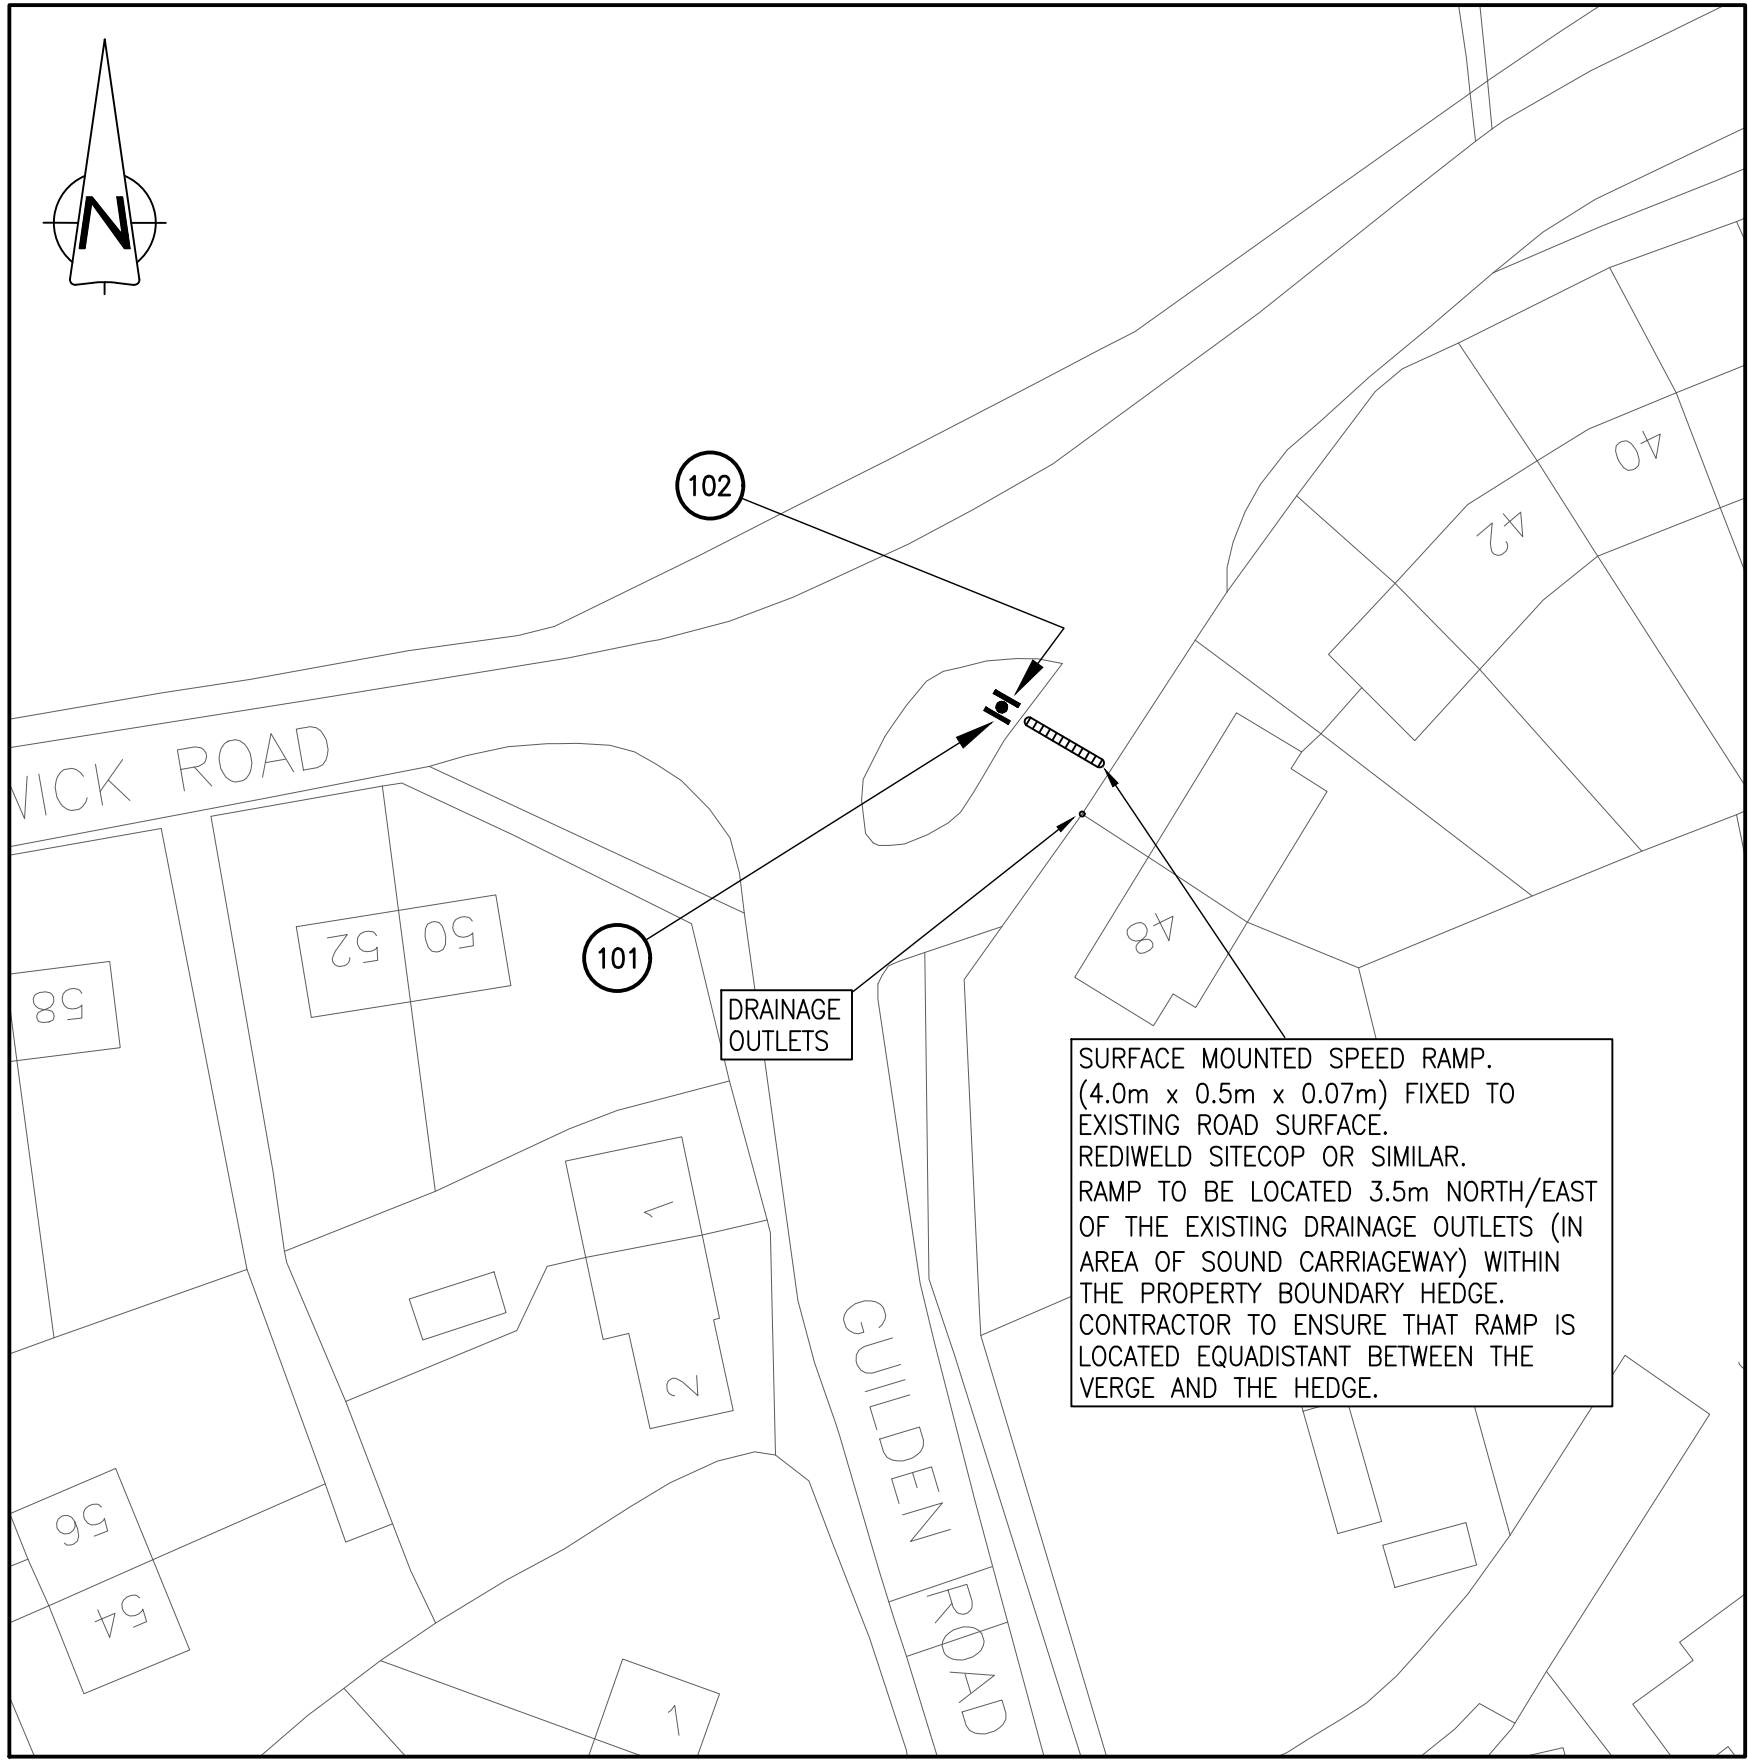 N
102
40
42
WICK ROAD
48
52
50
101
58
DRAINAGE
OUTLETS
SURFACE MOUNTED SPEED RAMP.
(4.0m x 0.5m x 0.07m) FIXED TO
EXISTING ROAD SURFACE.
REDIWELD SITECOP OR SIMILAR.
RAMP TO BE LOCATED 3.5m NORTH/EAST
OF THE EXISTING DRAINAGE OUTLETS (IN
AREA OF SOUND CARRIAGEWAY) WITHIN
THE PROPERTY BOUNDARY HEDGE.
CONTRACTOR TO ENSURE THAT RAMP IS
LOCATED EQUADISTANT BETWEEN THE
VERGE AND THE HEDGE.
1
2
GUILDEN ROAD
56
54
1